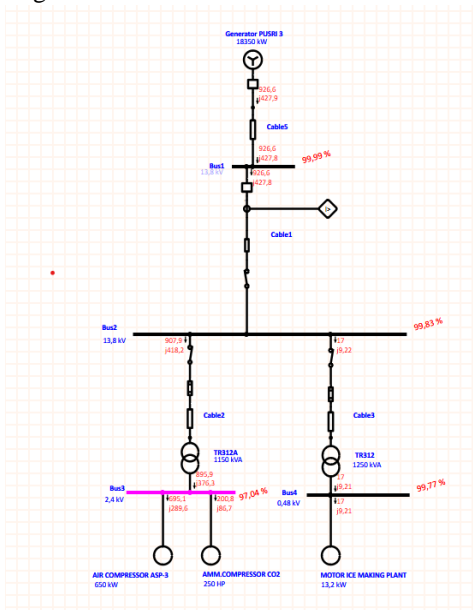 Generator PUSRI 3
18350 kW
926,6
j427,9
Cable5
926,6
j427,8
99,99 %
Bus1
13,8 kV
926,6
j427,8
I>
Cable1
Bus2
99,83 %
13,8 kV
907,9
j418,2
17
j9,22
Cable2
Cable3
TR312A
1150 kVA
TR312
1250 kVA
895,9
j376,3
17
j9,21
Bus3
97,04 %
Bus4
99,77 %
2,4 kV
695,1
j289,6
200,8
j86,7
0,48 kV
17
j9,21
AIR COMPRESSOR ASP-3
650 kW
AMM.COMPRESSOR CO2
250 HP
MOTOR ICE MAKING PLANT
13,2 kW